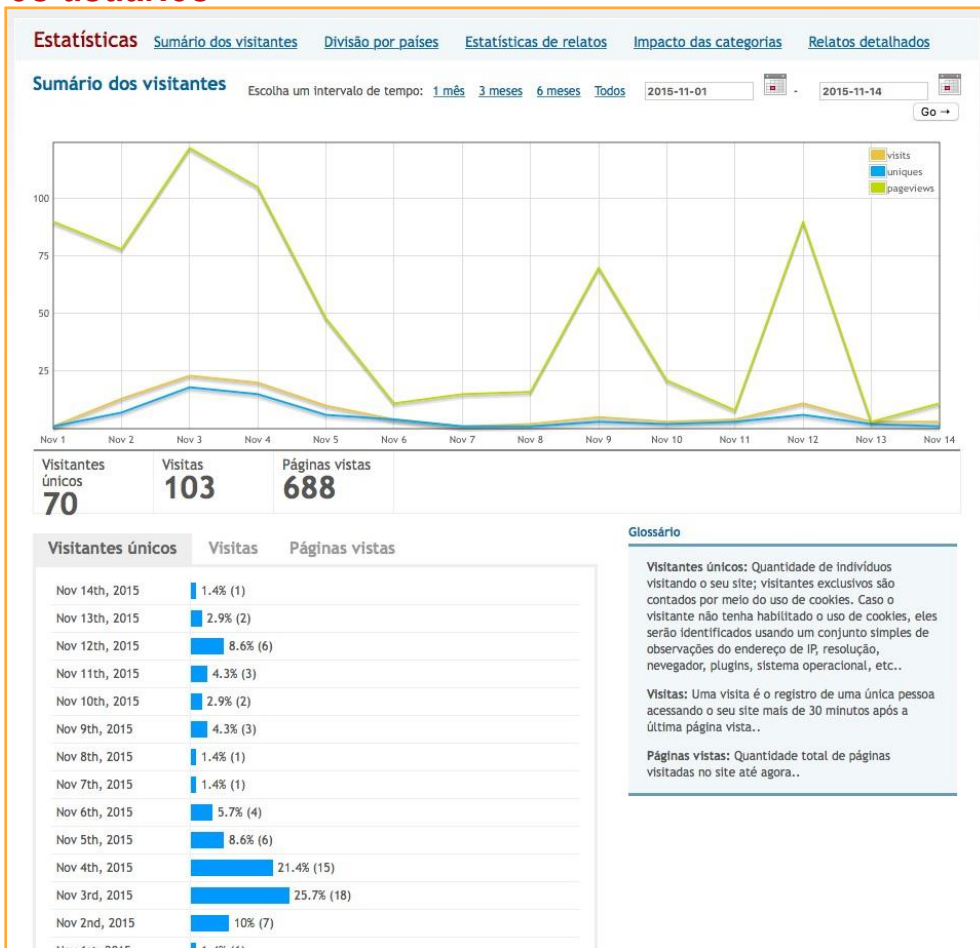 Estatísticas Sumário dos visitantes Divisão por países Estatísticas de relatos Impacto das categorias Relatos detalhados
Sumário dos visitantes Escolha um intervalo de tempo: 1 mês 3 meses 6 meses Todos 2015-11-01 - 2015-11-14
Go →
visits
uniques
pageviews
100
75
50
25
Nov 1 Nov 2 Nov 3 Nov 4 Nov 5 Nov 6 Nov 7 Nov 8 Nov 9 Nov 10 Nov 11 Nov 12 Nov 13 Nov 14
Visitantes únicos
70
Visitas
103
Páginas vistas
688
Visitantes únicos Visitas Páginas vistas
Nov 14th, 2015 1.4% (1)
Nov 13th, 2015 2.9% (2)
Nov 12th, 2015 8.6% (6)
Nov 11th, 2015 4.3% (3)
Nov 10th, 2015 2.9% (2)
Nov 9th, 2015 4.3% (3)
Nov 8th, 2015 1.4% (1)
Nov 7th, 2015 1.4% (1)
Nov 6th, 2015 5.7% (4)
Nov 5th, 2015 8.6% (6)
Nov 4th, 2015 21.4% (15)
Nov 3rd, 2015 25.7% (18)
Nov 2nd, 2015 10% (7)
Glossário
Visitantes únicos: Quantidade de indivíduos
visitando o seu site; visitantes exclusivos são
contados por meio do uso de cookies. Caso o
visitante não tenha habilitado o uso de cookies, eles
serão identificados usando um conjunto simples de
observações do endereço de IP, resolução,
nevegador, plugins, sistema operacional, etc..
Visitas: Uma visita é o registro de uma única pessoa
acessando o seu site mais de 30 minutos após a
última página vista..
Páginas vistas: Quantidade total de páginas
visitadas no site até agora..